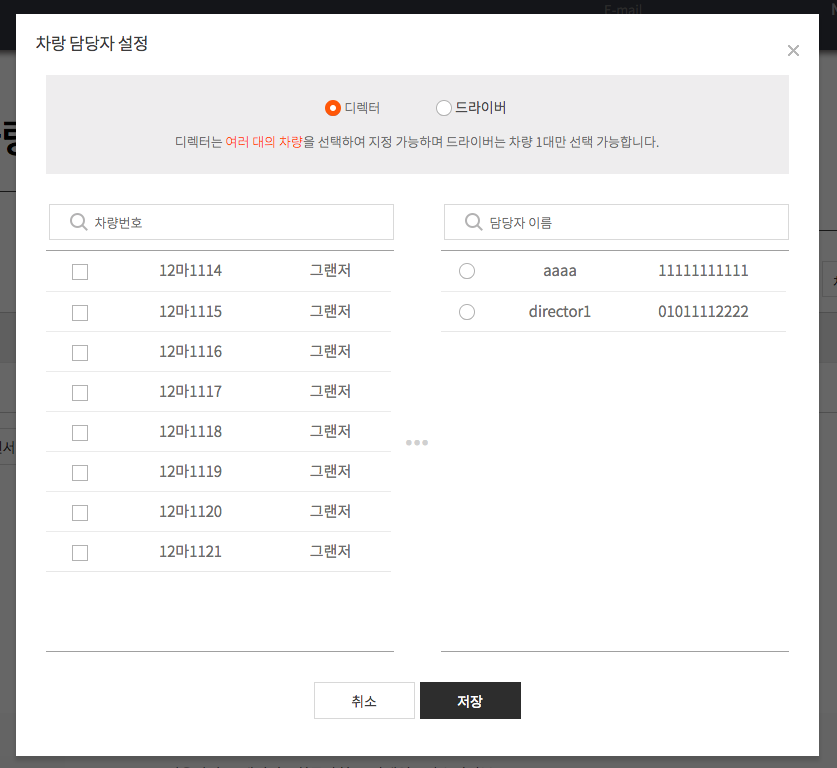 E-mail
차량 담당자 설정
디렉터 드라이버
디렉터는 여러 대의 차량을 선택하여 지정 가능하며 드라이버는 차량 1대만 선택 가능합니다.
차량번호
담당자 이름
12마1114 그랜저
12마1115 그랜저
12마1116 그랜저
12마1117 그랜저
12마1118 그랜저
12마1119 그랜저
12마1120 그랜저
12마1121 그랜저
aaaa 11111111111
director1 01011112222
취소 저장